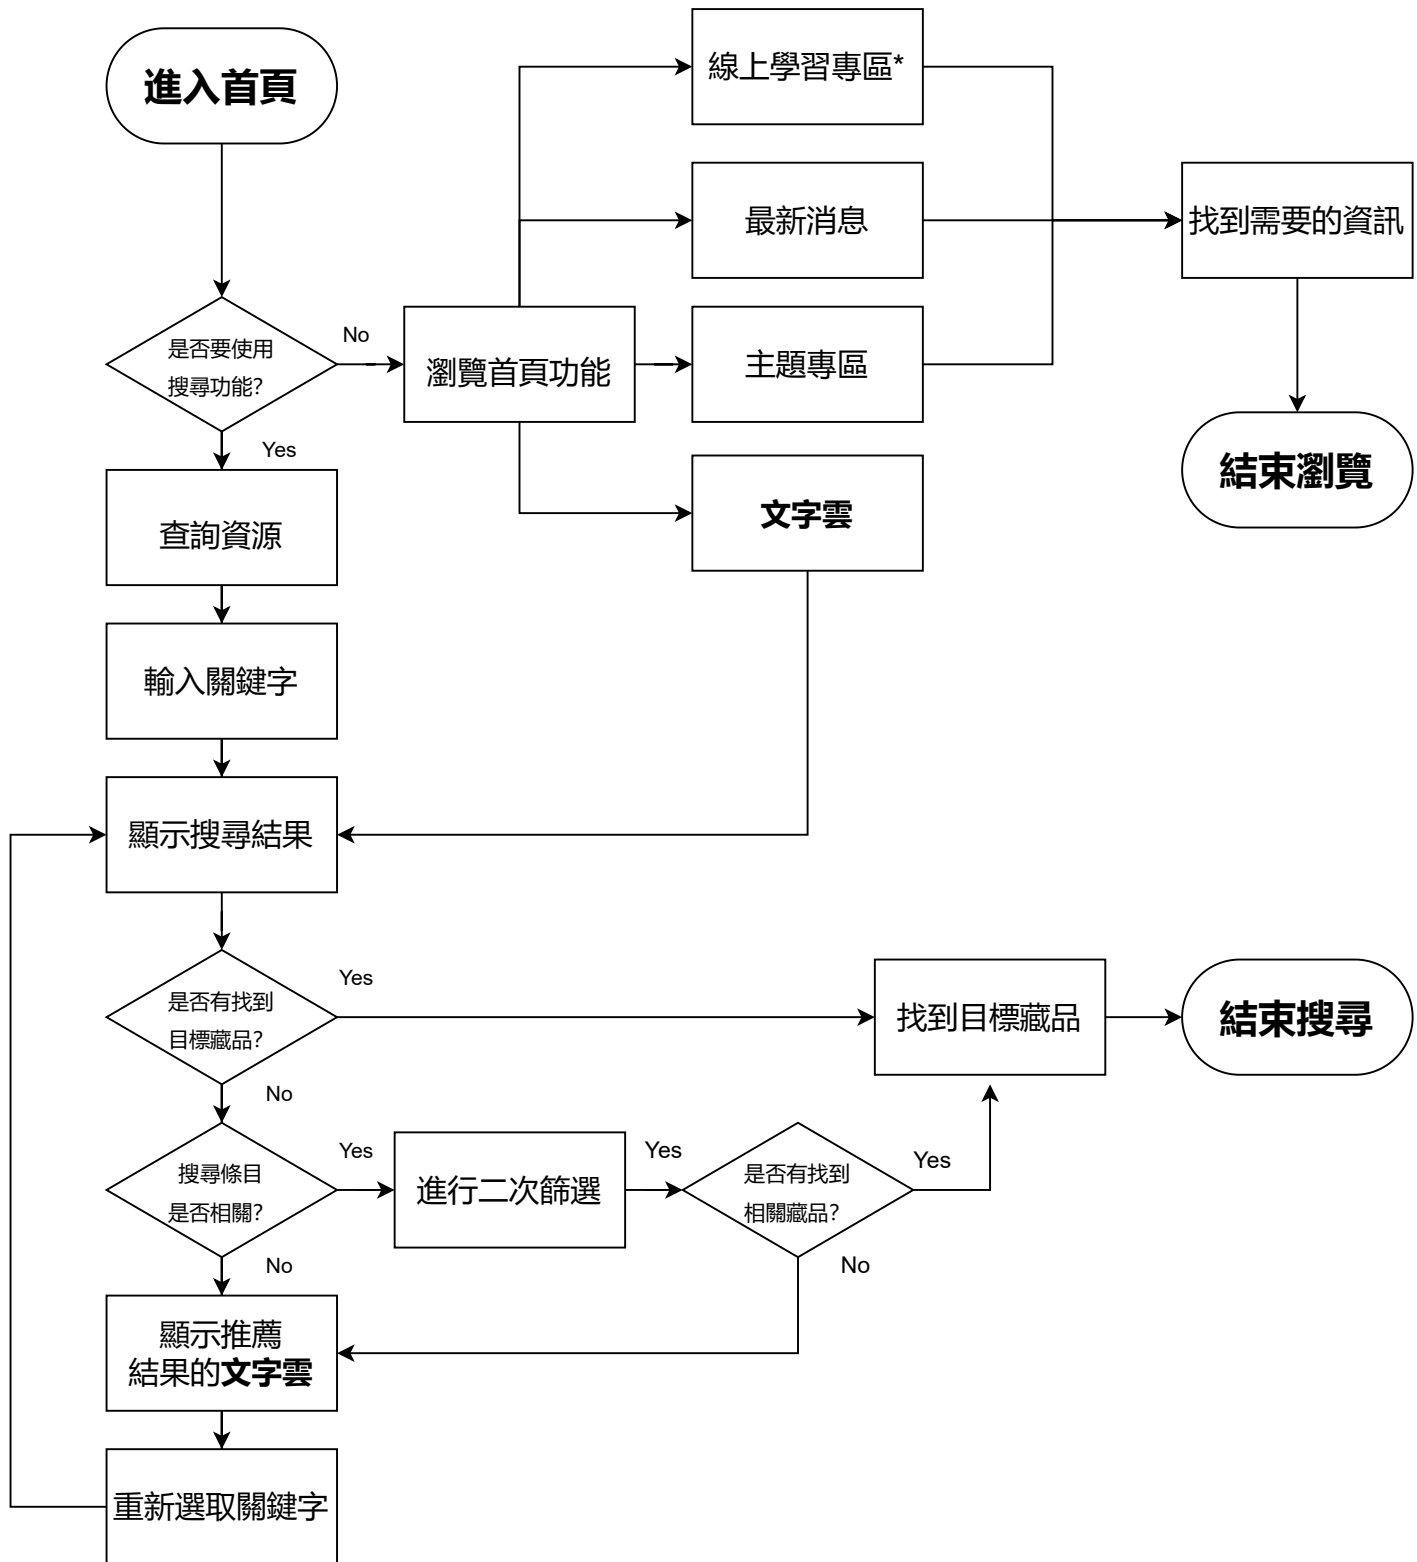 進入首頁
線上學習專區*
最新消息
找到需要的資訊
是否要使用
搜尋功能?
No
瀏覽首頁功能
主題專區
Yes
文字雲
結束瀏覽
查詢資源
輸入關鍵字
顯示搜尋結果
是否有找到
目標藏品?
Yes
找到目標藏品
結束搜尋
No
搜尋條目
是否相關?
Yes
進行二次篩選
Yes
是否有找到
相關藏品?
Yes
No
No
顯示推薦
結果的文字雲
重新選取關鍵字